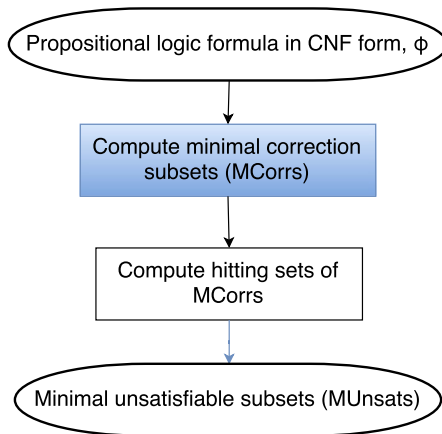 Propositional logic formula in CNF form, ϕ
Compute minimal correction
subsets (MCorrs)
Compute hitting sets of
MCorrs
Minimal unsatisfiable subsets (MUnsats)